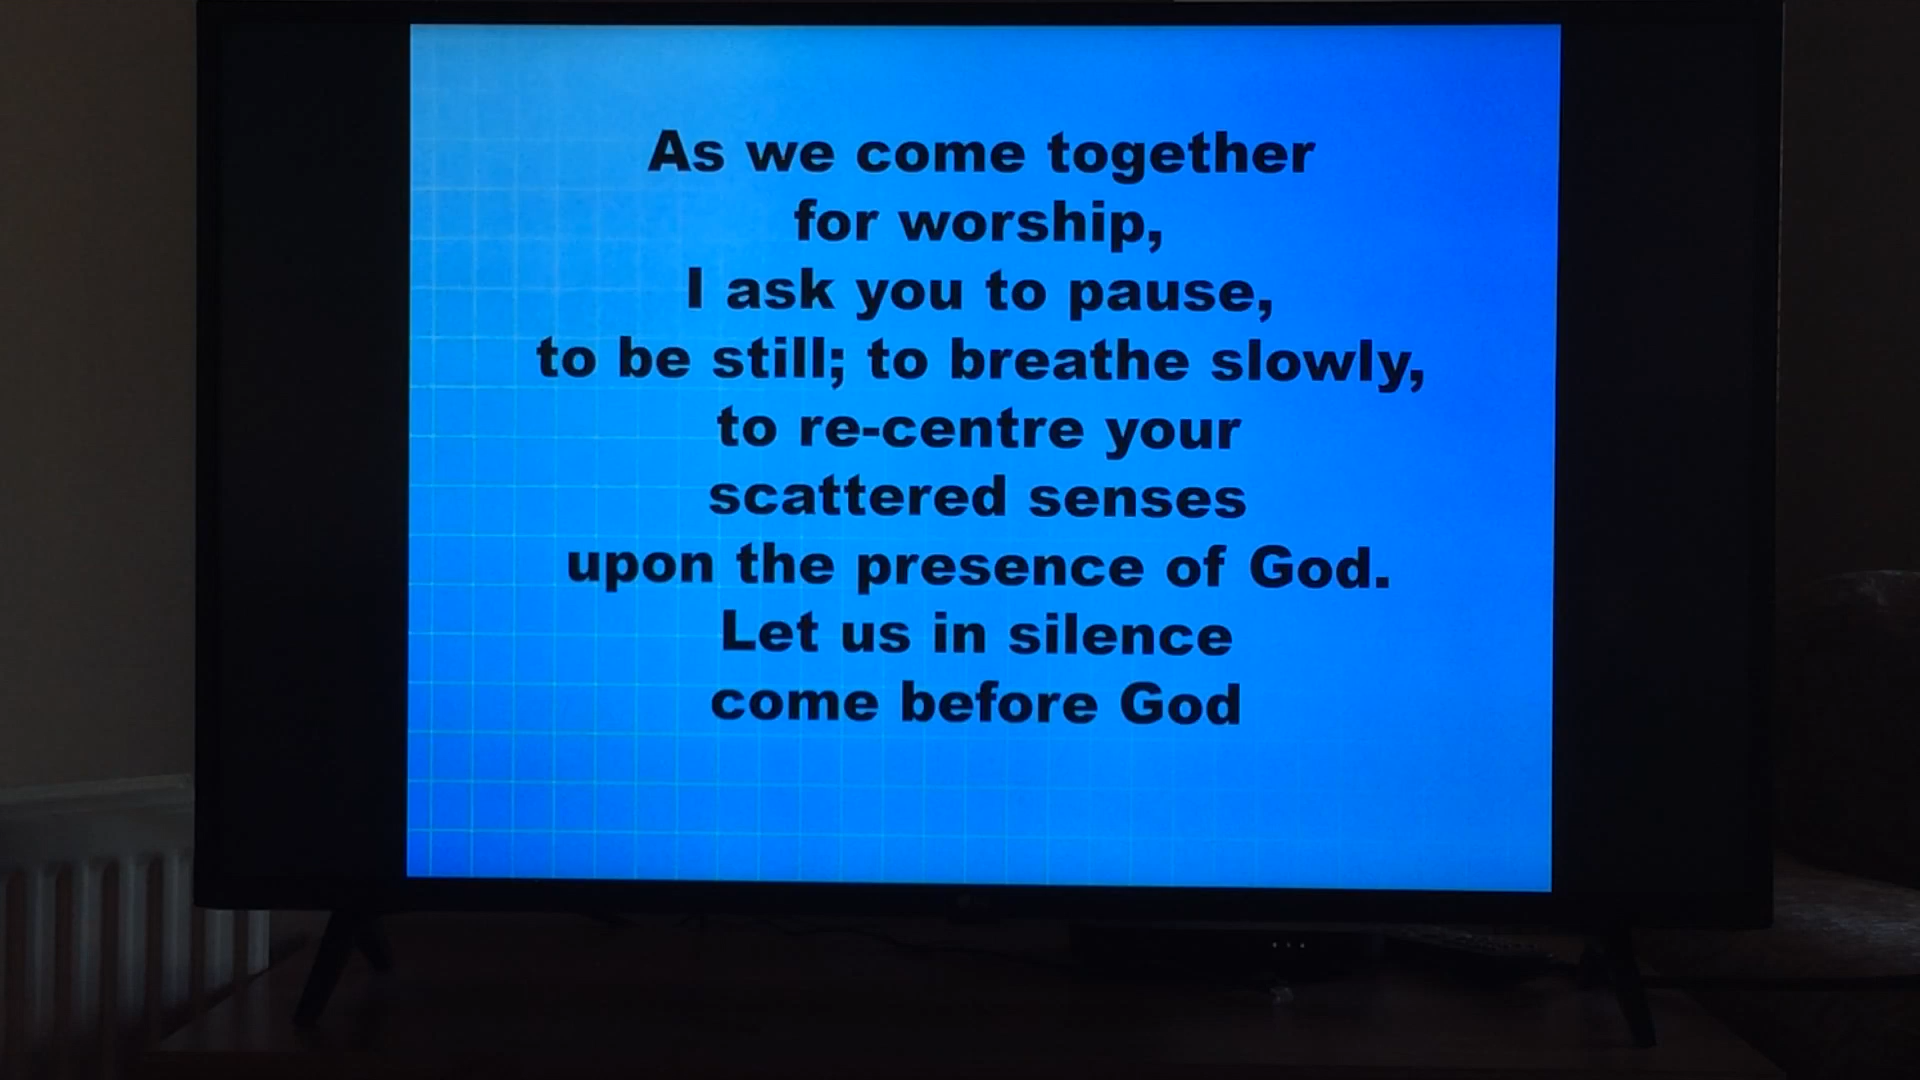 As we come together
for worship,
I ask you to pause,
to be still; to breathe slowly,
to re-centre your
scattered senses
upon the presence of God.
Let us in silence
come before God